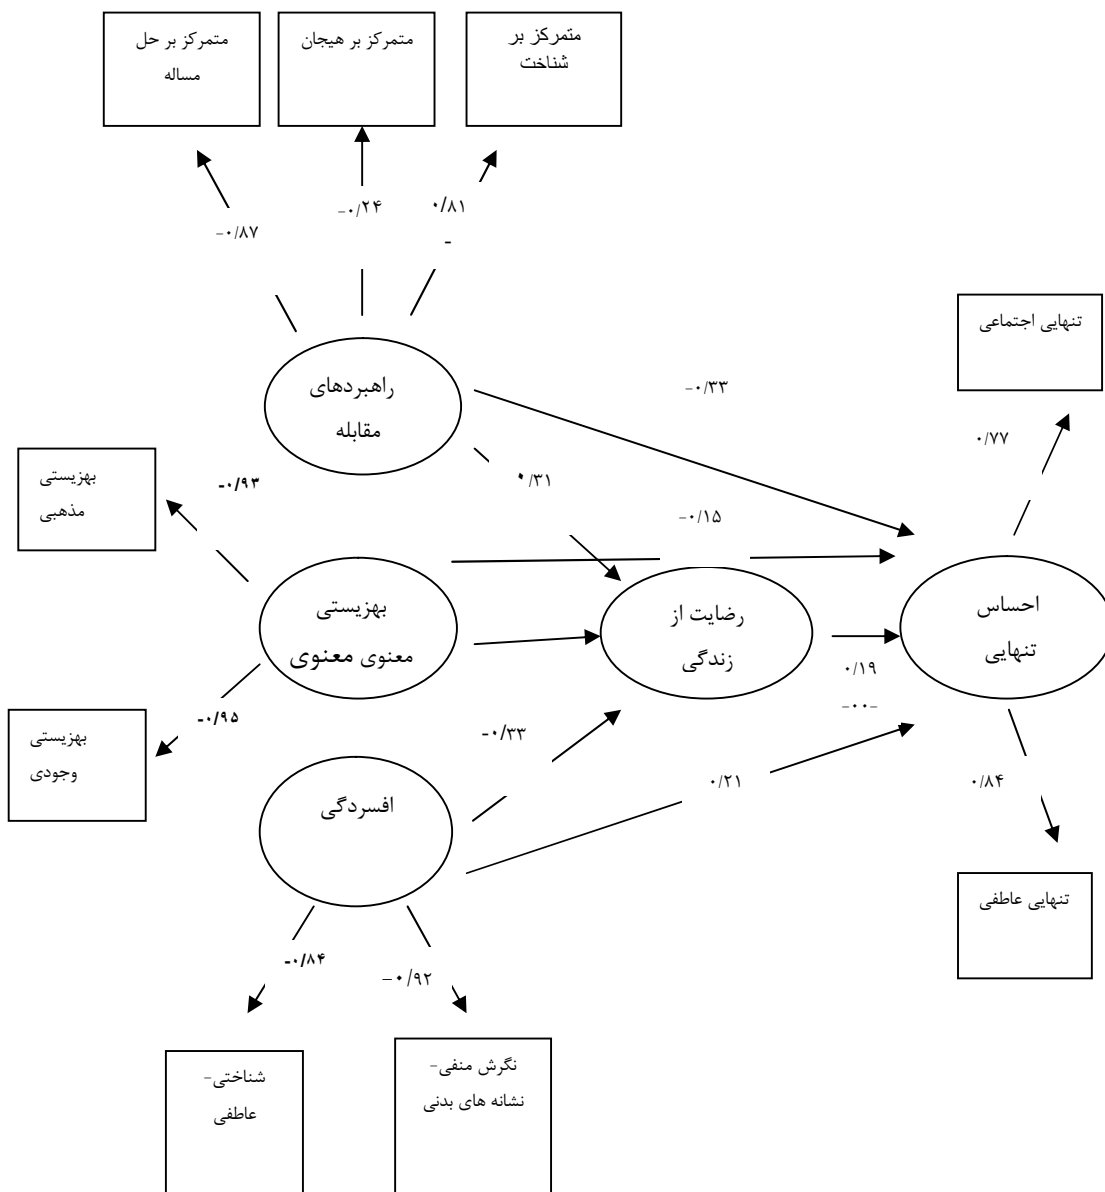 متمرکز بر حل
مساله
متمرکز بر هیجان
متمرکز بر
شناخت
-۰/۸۷
-۰/۲۴
۰/۸۱
-
تنهایی اجتماعی
راهبردهای
مقابله
-۰/۳۳
۰/۷۷
۰/۳۱
بهزیستی
مذهبی
-۰/۹۳
-۰/۱۵
بهزیستی
معنوی معنوی
رضایت از
زندگی
احساس
تنهایی
۰/۱۹
-۰۰-
بهزیستی
وجودی
-۰/۹۵
-۰/۳۳
۰/۲۱
۰/۸۴
افسردگی
تنهایی عاطفی
-۰/۸۴
-۰/۹۲
شناختی-
عاطفی
نگرش منفی-
نشانه های بدنی